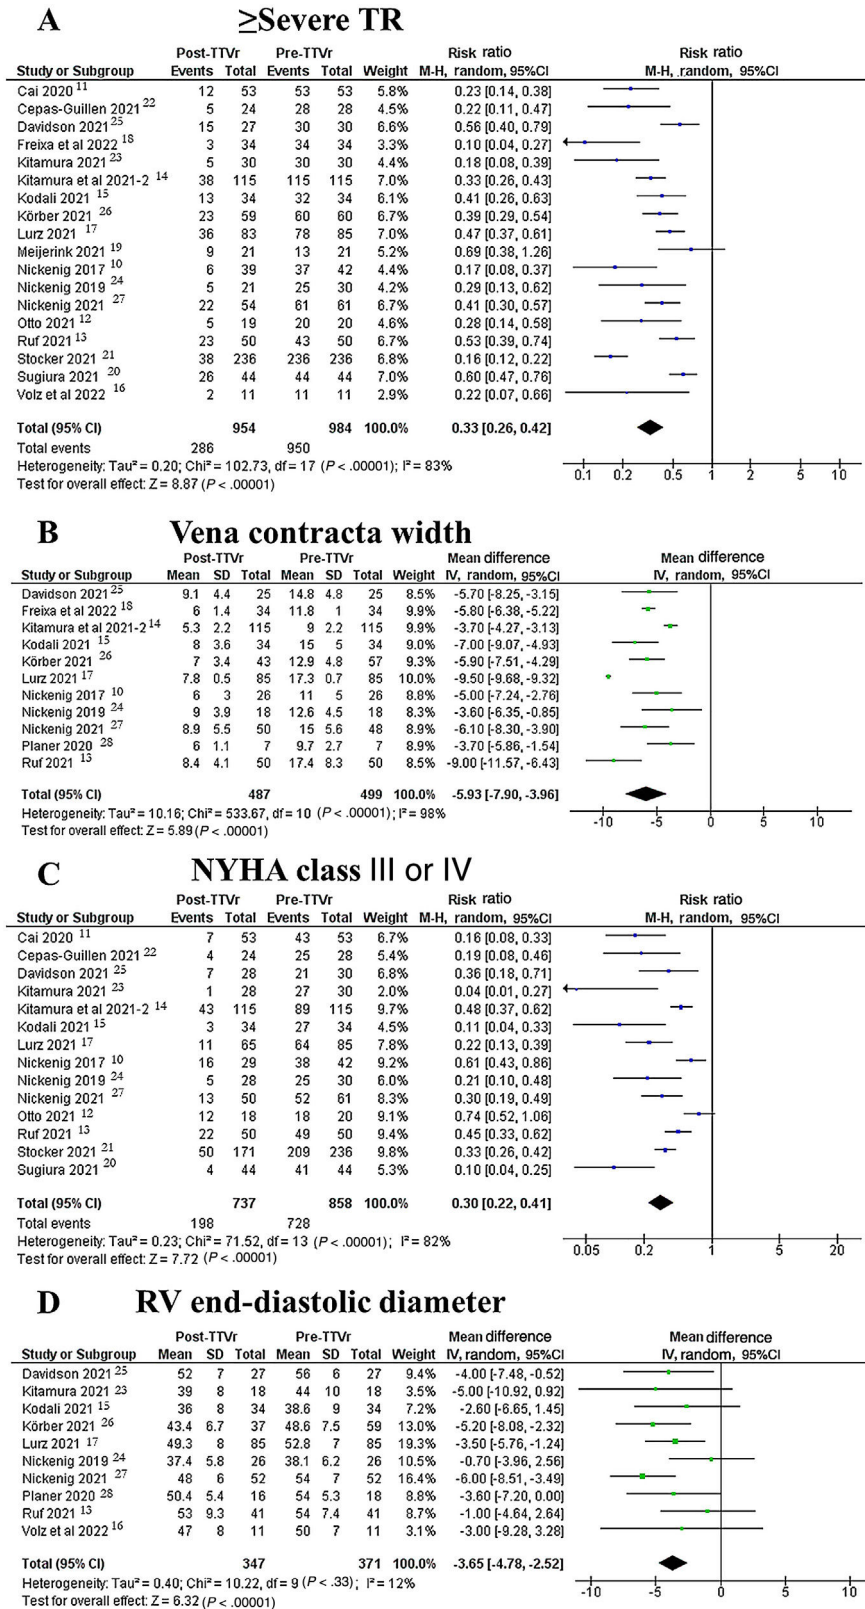 A ≥Severe TR
Post-TTVr Pre-TTVr Risk ratio Risk ratio
Study or Subgroup Events Total Events Total Weight M-H, random, 95%CI M-H, random, 95%CI
Cai 2020 11 12 53 53 53 5.8% 0.23 [0.14, 0.38]
Cepas-Guillen 2021 22 5 24 28 28 4.5% 0.22 [0.11, 0.47]
Davidson 2021 25 15 27 30 30 6.6% 0.56 [0.40, 0.79]
Freixa et al 2022 18 3 34 34 34 3.3% 0.10 [0.04, 0.27]
Kitamura 2021 23 5 30 30 30 4.4% 0.18 [0.08, 0.39]
Kitamura et al 2021-2 14 38 115 115 115 7.0% 0.33 [0.26, 0.43]
Kodali 2021 15 13 34 32 34 6.1% 0.41 [0.26, 0.63]
Körber 2021 26 23 59 60 60 6.8% 0.39 [0.29, 0.54]
Lurz 2021 17 36 83 78 85 7.0% 0.47 [0.37, 0.61]
Meijerink 2021 19 9 21 13 21 5.2% 0.69 [0.38, 1.26]
Nickenig 2017 10 6 39 37 42 4.4% 0.17 [0.08, 0.37]
Nickenig 2019 24 5 21 25 30 4.4% 0.29 [0.13, 0.62]
Nickenig 2021 27 22 54 61 61 6.7% 0.41 [0.30, 0.57]
Otto 2021 12 5 19 20 20 4.6% 0.28 [0.14, 0.58]
Ruf 2021 13 23 50 43 50 6.7% 0.53 [0.39, 0.74]
Stocker 2021 21 38 236 236 236 6.8% 0.16 [0.12, 0.22]
Sugiura 2021 20 26 44 44 44 7.0% 0.60 [0.47, 0.76]
Volz et al 2022 16 2 11 11 11 2.9% 0.22 [0.07, 0.66]
Total (95% CI) 954 984 100.0% 0.33 [0.26, 0.42]
Total events 286 950
Heterogeneity: Tau² = 0.20; Chi² = 102.73, df = 17 (P < .00001); I² = 83%
Test for overall effect: Z = 8.87 (P < .00001)
0.1 0.2 0.5 1 2 5 10
B Vena contracta width
Post-TTVr Pre-TTVr Mean difference Mean difference
Study or Subgroup Mean SD Total Mean SD Total Weight IV, random, 95%CI IV, random, 95%CI
Davidson 2021 25 9.1 4.4 25 14.8 4.8 25 8.5% -5.70 [-8.25, -3.15]
Freixa et al 2022 18 6 1.4 34 11.8 1 34 9.9% -5.80 [-6.38, -5.22]
Kitamura et al 2021-2 14 5.3 2.2 115 9 2.2 115 9.9% -3.70 [-4.27, -3.13]
Kodali 2021 15 8 3.6 34 15 5 34 9.0% -7.00 [-9.07, -4.93]
Körber 2021 26 7 3.4 43 12.9 4.8 57 9.3% -5.90 [-7.51, -4.29]
Lurz 2021 17 7.8 0.5 85 17.3 0.7 85 10.0% -9.50 [-9.68, -9.32]
Nickenig 2017 10 6 3 26 11 5 26 8.9% -5.00 [-7.24, -2.76]
Nickenig 2019 24 9 3.9 18 12.6 4.5 18 8.3% -3.60 [-6.35, -0.85]
Nickenig 2021 27 8.9 5.5 50 15 5.6 48 8.9% -6.10 [-8.30, -3.90]
Planer 2020 28 6 1.1 7 9.7 2.7 7 8.9% -3.70 [-5.86, -1.54]
Ruf 2021 13 8.4 4.1 50 17.4 8.3 50 8.5% -9.00 [-11.57, -6.43]
Total (95% CI) 487 499 100.0% -5.93 [-7.90, -3.96]
Heterogeneity: Tau² = 10.16; Chi² = 533.67, df = 10 (P < .00001); I² = 98%
Test for overall effect: Z = 5.89 (P < .00001)
-10 -5 0 5 10
C NYHA class III or IV
Post-TTVr Pre-TTVr Risk ratio Risk ratio
Study or Subgroup Events Total Events Total Weight M-H, random, 95%CI M-H, random, 95%CI
Cai 2020 11 7 53 43 53 6.7% 0.16 [0.08, 0.33]
Cepas-Guillen 2021 22 4 24 25 28 5.4% 0.19 [0.08, 0.46]
Davidson 2021 25 7 28 21 30 6.8% 0.36 [0.18, 0.71]
Kitamura 2021 23 1 28 27 30 2.0% 0.04 [0.01, 0.27]
Kitamura et al 2021-2 14 43 115 89 115 9.7% 0.48 [0.37, 0.62]
Kodali 2021 15 3 34 27 34 4.5% 0.11 [0.04, 0.33]
Lurz 2021 17 11 65 64 85 7.8% 0.22 [0.13, 0.39]
Nickenig 2017 10 16 29 38 42 9.2% 0.61 [0.43, 0.86]
Nickenig 2019 24 5 28 25 30 6.0% 0.21 [0.10, 0.48]
Nickenig 2021 27 13 50 52 61 8.3% 0.30 [0.19, 0.49]
Otto 2021 12 12 18 18 20 9.1% 0.74 [0.52, 1.06]
Ruf 2021 13 22 50 49 50 9.4% 0.45 [0.33, 0.62]
Stocker 2021 21 50 171 209 236 9.8% 0.33 [0.26, 0.42]
Sugiura 2021 20 4 44 41 44 5.3% 0.10 [0.04, 0.25]
Total (95% CI) 737 858 100.0% 0.30 [0.22, 0.41]
Total events 198 728
Heterogeneity: Tau² = 0.23; Chi² = 71.52, df = 13 (P < .00001); I² = 82%
Test for overall effect: Z = 7.72 (P < .00001)
0.05 0.2 1 5 20
D RV end-diastolic diameter
Post-TTVr Pre-TTVr Mean difference Mean difference
Study or Subgroup Mean SD Total Mean SD Total Weight IV, random, 95%CI IV, random, 95%CI
Davidson 2021 25 52 7 27 56 6 27 9.4% -4.00 [-7.48, -0.52]
Kitamura 2021 23 39 8 18 44 10 18 3.5% -5.00 [-10.92, 0.92]
Kodali 2021 15 36 8 34 38.6 9 34 7.2% -2.60 [-6.65, 1.45]
Körber 2021 26 43.4 6.7 37 48.6 7.5 59 13.0% -5.20 [-8.08, -2.32]
Lurz 2021 17 49.3 8 85 52.8 7 85 19.3% -3.50 [-5.76, -1.24]
Nickenig 2019 24 37.4 5.8 26 38.1 6.2 26 10.5% -0.70 [-3.96, 2.56]
Nickenig 2021 27 48 6 52 54 7 52 16.4% -6.00 [-8.51, -3.49]
Planer 2020 28 50.4 5.4 16 54 5.3 18 8.9% -3.60 [-7.20, 0.00]
Ruf 2021 13 53 9.3 41 54 7.4 41 8.7% -1.00 [-4.64, 2.64]
Volz et al 2022 16 47 8 11 50 7 11 3.1% -3.00 [-9.28, 3.28]
Total (95% CI) 347 371 100.0% -3.65 [-4.78, -2.52]
Heterogeneity: Tau² = 0.40; Chi² = 10.22, df = 9 (P < .33); I² = 12%
Test for overall effect: Z = 6.32 (P < .00001)
-10 -5 0 5 10